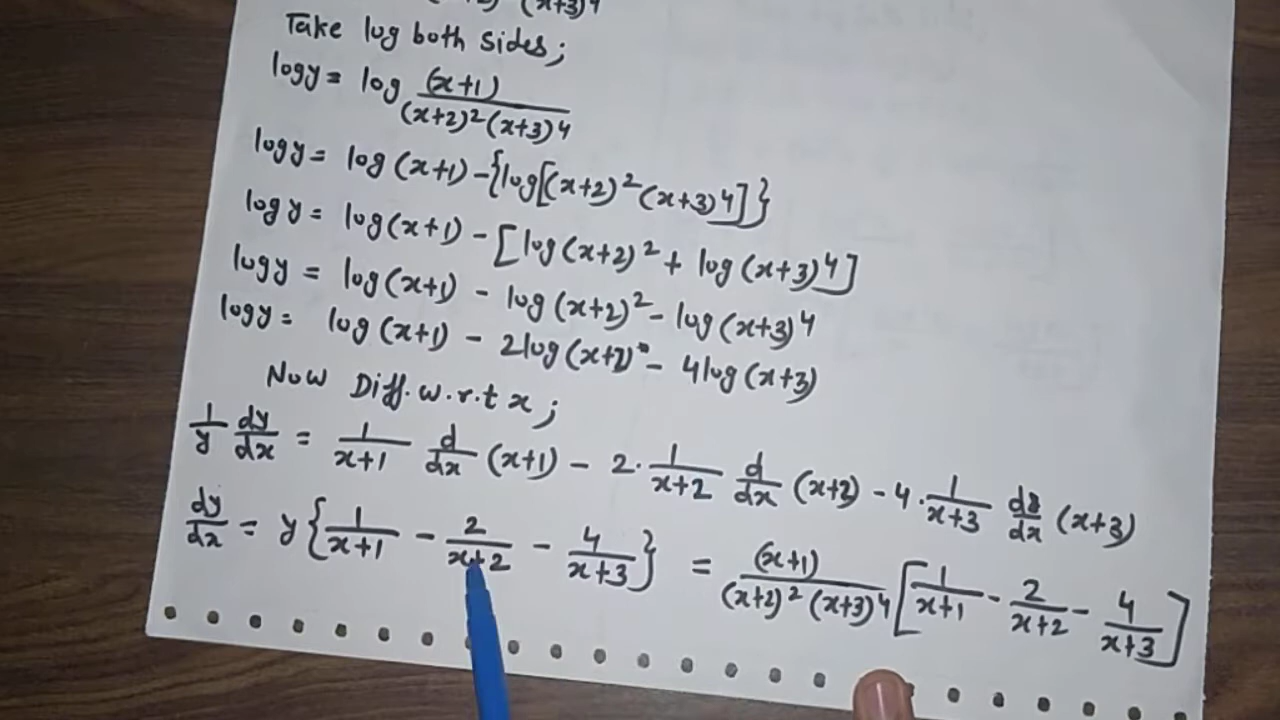 (x+3)^4
Take log both sides;
logy = log (x+1)/((x+2)^2 (x+3)^4)
logy = log (x+1) - {log[(x+2)^2 (x+3)^4]}
logy = log(x+1) - [log(x+2)^2 + log(x+3)^4]
logy = log(x+1) - log(x+2)^2 - log(x+3)^4
logy = log(x+1) - 2log(x+2) - 4log(x+3)
Now Diff. w.r.t x;
1/y dy/dx = 1/(x+1) d/dx (x+1) - 2·1/(x+2) d/dx (x+2) - 4·1/(x+3) d/dx (x+3)
dy/dx = y{1/(x+1) - 2/(x+2) - 4/(x+3)} = (x+1)/((x+2)^2 (x+3)^4) [1/(x+1) - 2/(x+2) - 4/(x+3)]